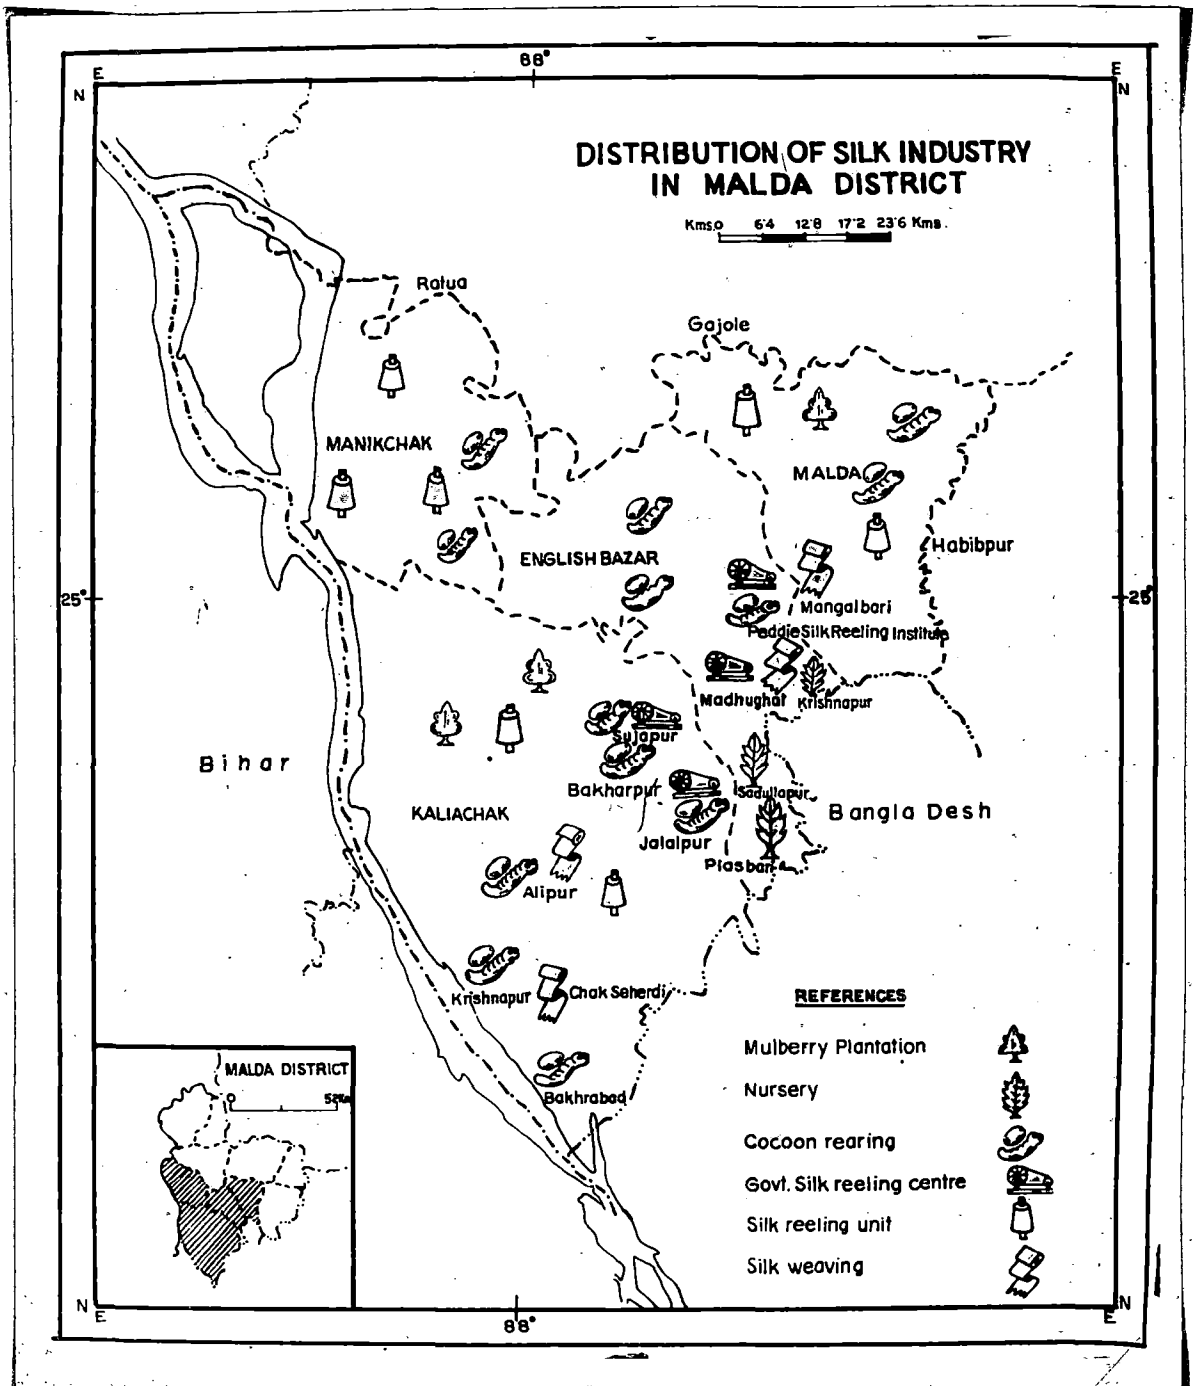 88°
E
E
N
N
DISTRIBUTION OF SILK INDUSTRY
IN MALDA DISTRICT
Kms.0 6·4 12·8 17·2 23·6 Kms.
Ratua
Gajole
MANIKCHAK
MALDA
ENGLISH BAZAR
Habibpur
25°
25°
Mangalbari
Peddie Silk Reeling Institute
Madhughat
Krishnapur
Sujapur
Bihar
Bakharpur
Sadullapur
KALIACHAK
Bangla Desh
Jalalpur
Piasbari
Alipur
Krishnapur
Chak Seherdi
Bakhrabad
REFERENCES
Mulberry Plantation
Nursery
Cocoon rearing
Govt. Silk reeling centre
Silk reeling unit
Silk weaving
MALDA DISTRICT
0 52Km
N
E
88°
N
E